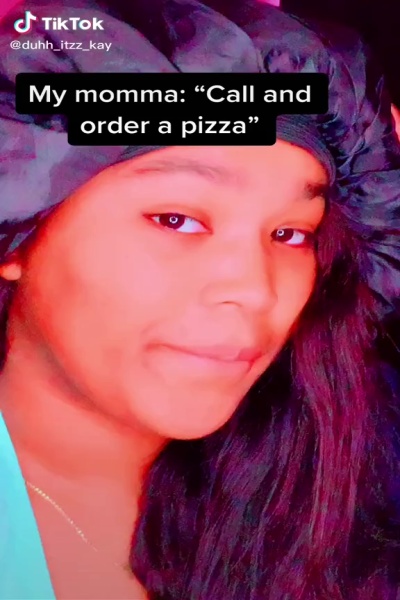 TikTok
@duhh_itzz_kay
My momma: “Call and
order a pizza”